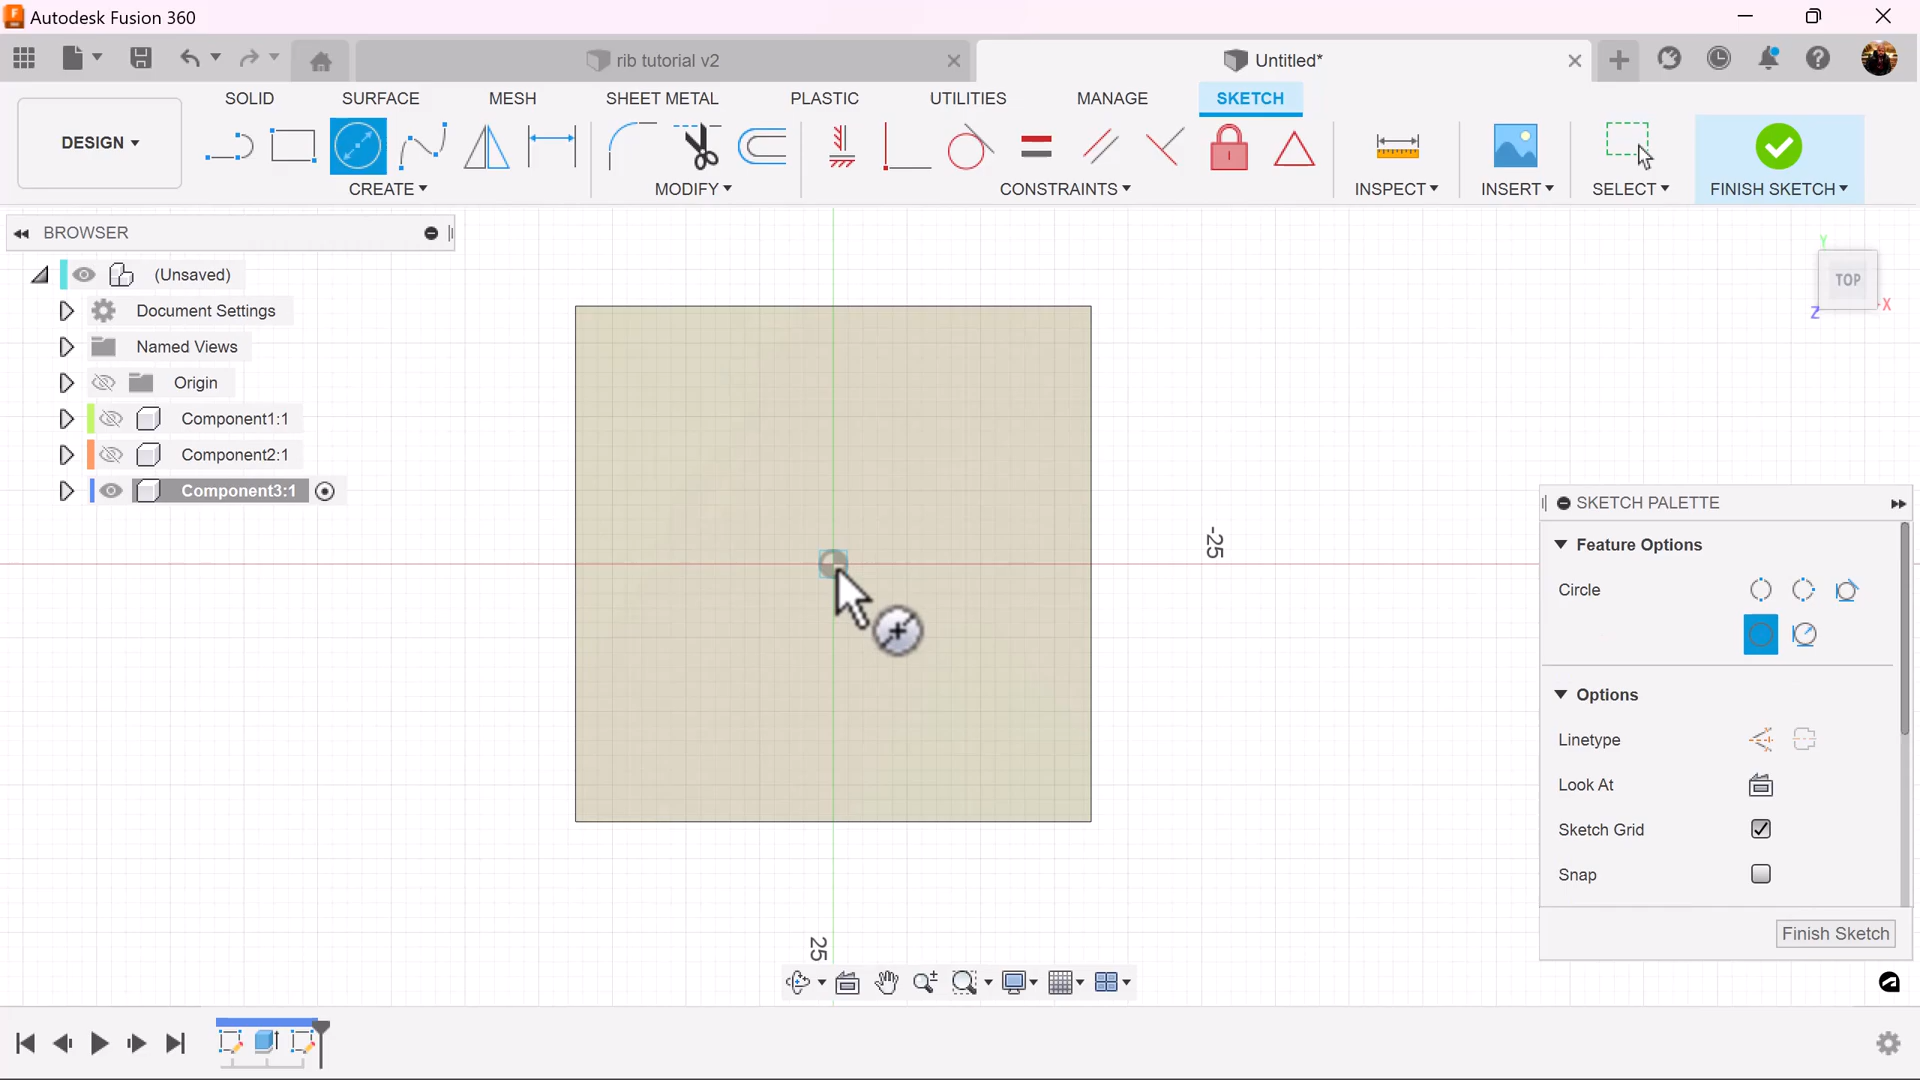 Autodesk Fusion 360
rib tutorial v2
Untitled*
SOLID
SURFACE
MESH
SHEET METAL
PLASTIC
UTILITIES
MANAGE
SKETCH
DESIGN
CREATE
MODIFY
CONSTRAINTS
INSPECT
INSERT
SELECT
FINISH SKETCH
BROWSER
(Unsaved)
Document Settings
Named Views
Origin
Component1:1
Component2:1
Component3:1
Y
TOP
X
Z
-25
25
SKETCH PALETTE
Feature Options
Circle
Options
Linetype
Look At
Sketch Grid
Snap
Finish Sketch